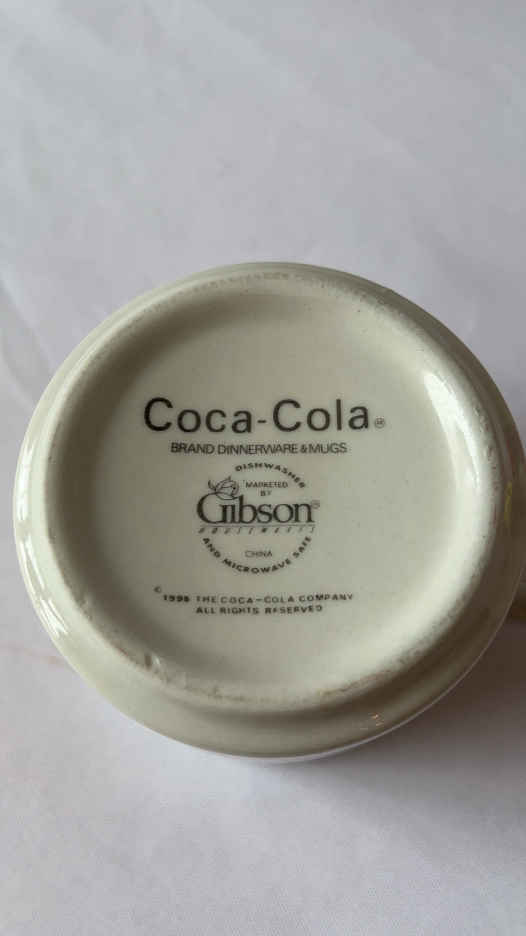 Coca-Cola®
BRAND DINNERWARE & MUGS
DISHWASHER
MARKETED
BY
Gibson®
HOUSEWARES
AND MICROWAVE SAFE
CHINA
© 1996 THE COCA-COLA COMPANY
ALL RIGHTS RESERVED